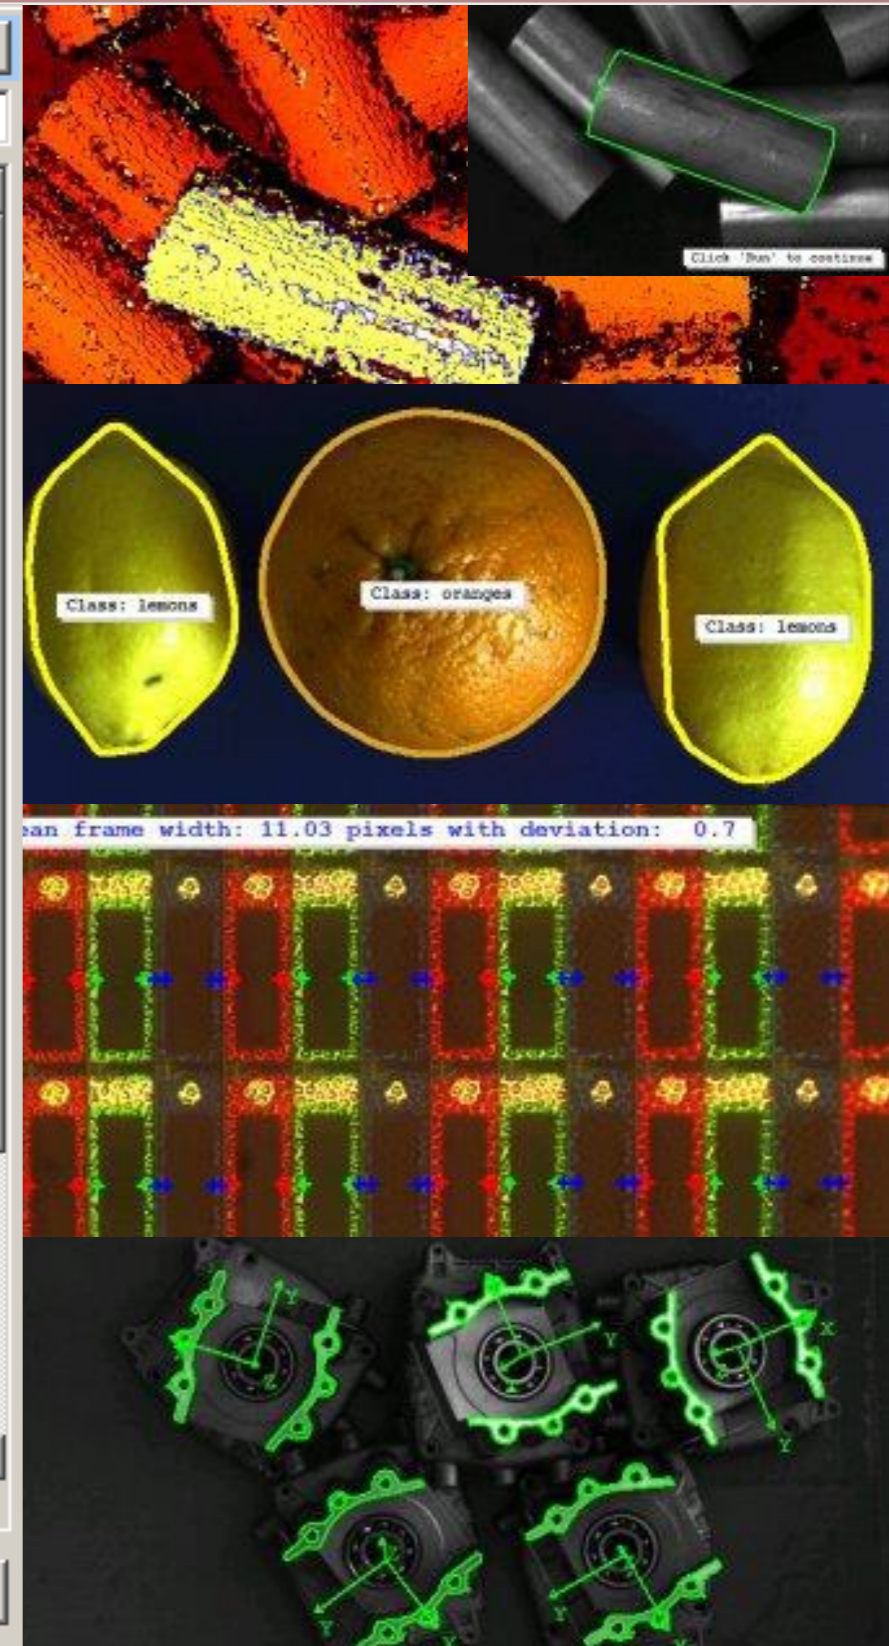 Click 'Run' to continue
Class: lemons
Class: oranges
Class: lemons
ean frame width: 11.03 pixels with deviation: 0.7
Y
Z
Y
Y
X
Y
Y
Y
Y